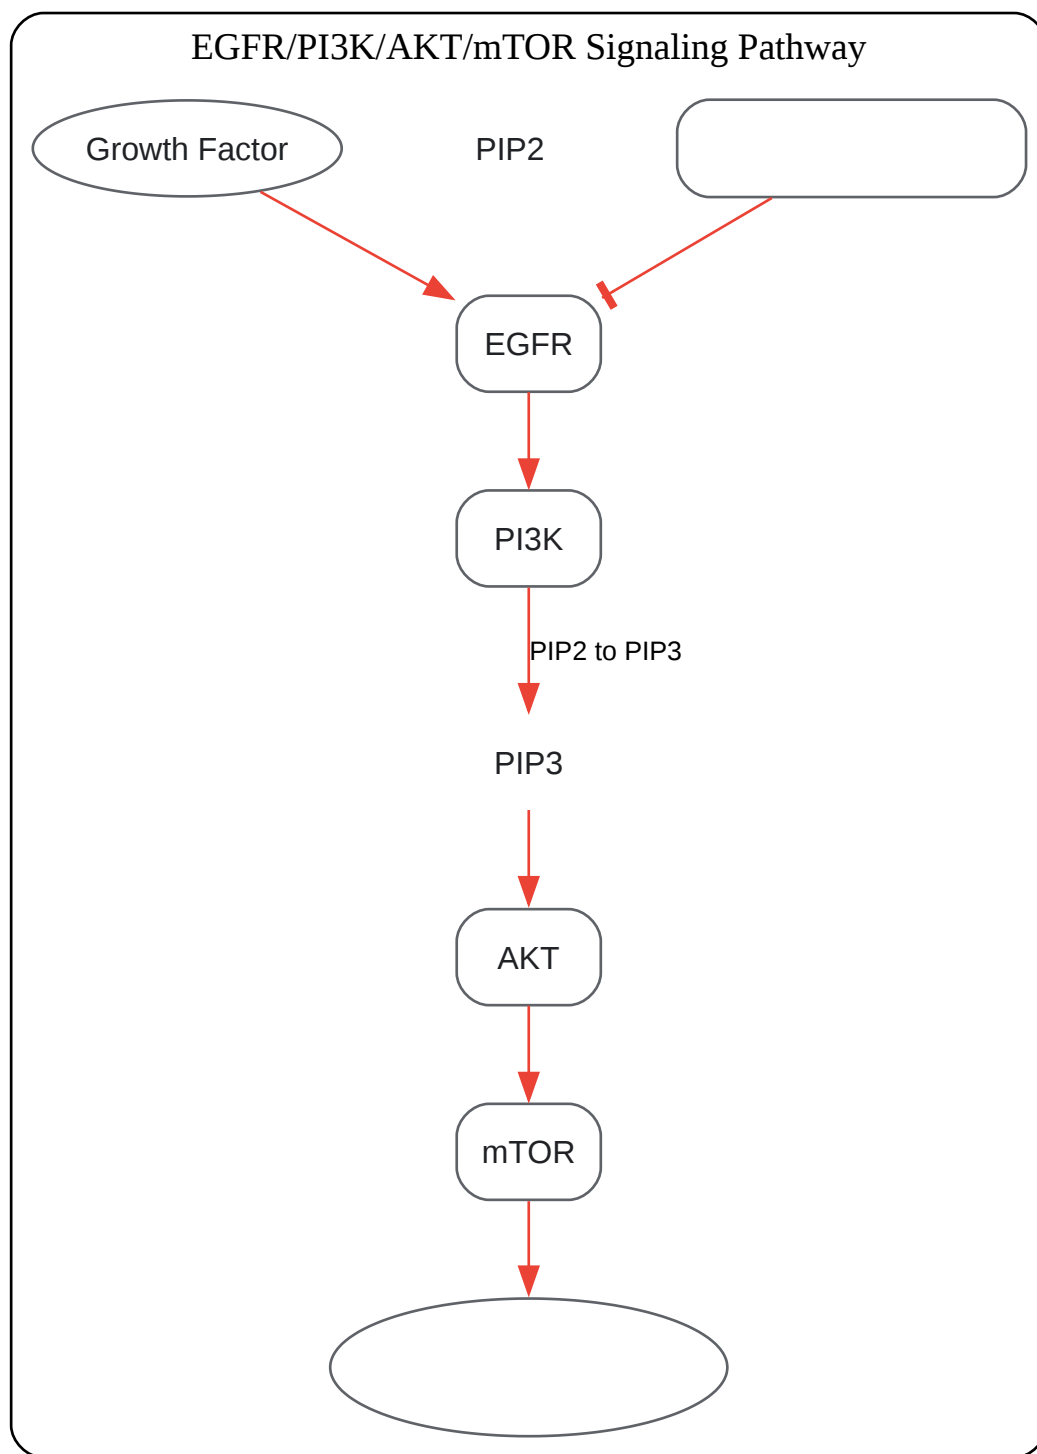 EGFR/PI3K/AKT/mTOR Signaling Pathway
Growth Factor
PIP2
EGFR
PI3K
PIP2 to PIP3
PIP3
AKT
mTOR